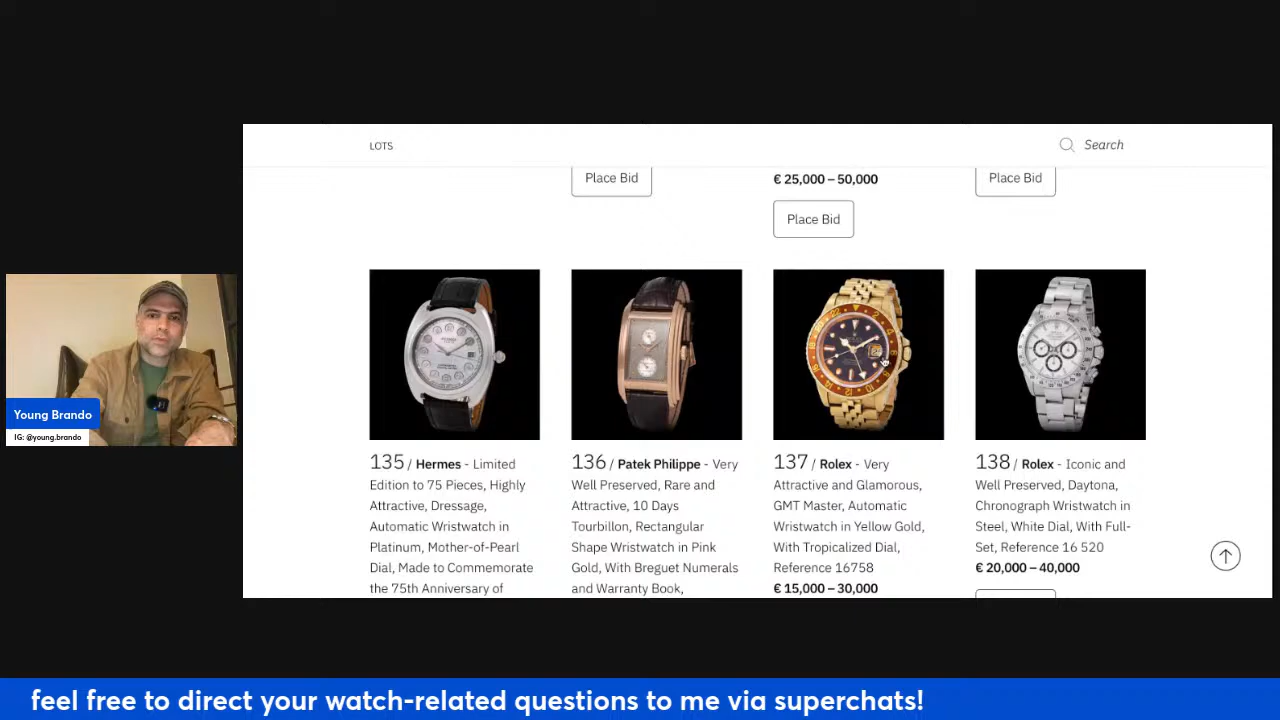 LOTS
Search
€ 25,000 – 50,000
Place Bid
Place Bid
Place Bid
135 / Hermes - Limited
Edition to 75 Pieces, Highly
Attractive, Dressage,
Automatic Wristwatch in
Platinum, Mother-of-Pearl
Dial, Made to Commemorate
the 75th Anniversary of
136 / Patek Philippe - Very
Well Preserved, Rare and
Attractive, 10 Days
Tourbillon, Rectangular
Shape Wristwatch in Pink
Gold, With Breguet Numerals
and Warranty Book,
137 / Rolex - Very
Attractive and Glamorous,
GMT Master, Automatic
Wristwatch in Yellow Gold,
With Tropicalized Dial,
Reference 16758
€ 15,000 – 30,000
138 / Rolex - Iconic and
Well Preserved, Daytona,
Chronograph Wristwatch in
Steel, White Dial, With Full-
Set, Reference 16 520
€ 20,000 – 40,000
Young Brando
IG: @young.brando
feel free to direct your watch-related questions to me via superchats!